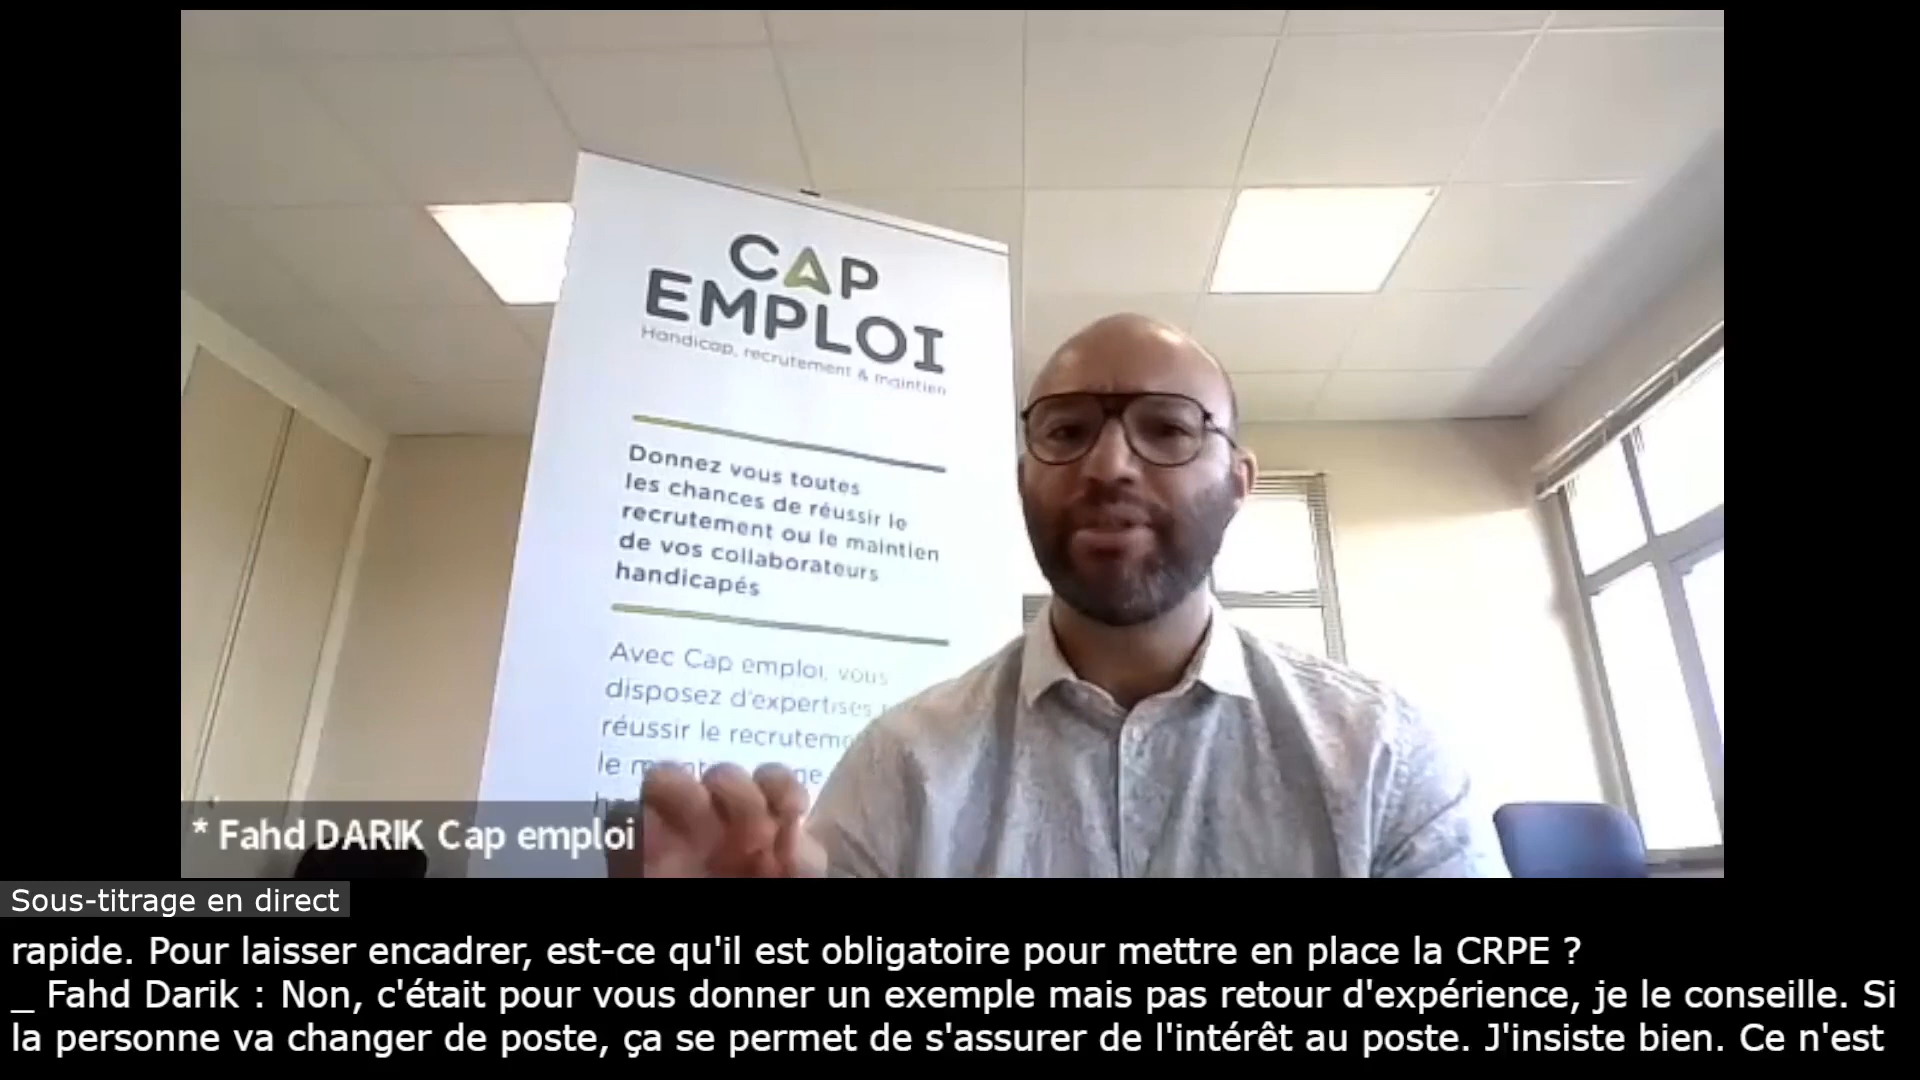 CAP
EMPLOI
Handicap, recrutement & maintien
Donnez vous toutes
les chances de réussir le
recrutement ou le maintien
de vos collaborateurs
handicapés
Avec Cap emploi, vous
disposez d'expertises
réussir le
le
* Fahd DARIK Cap emploi
Sous-titrage en direct
rapide. Pour laisser encadrer, est-ce qu'il est obligatoire pour mettre en place la CRPE ?
_ Fahd Darik : Non, c'était pour vous donner un exemple mais pas retour d'expérience, je le conseille. Si
la personne va changer de poste, ça se permet de s'assurer de l'intérêt au poste. J'insiste bien. Ce n'est